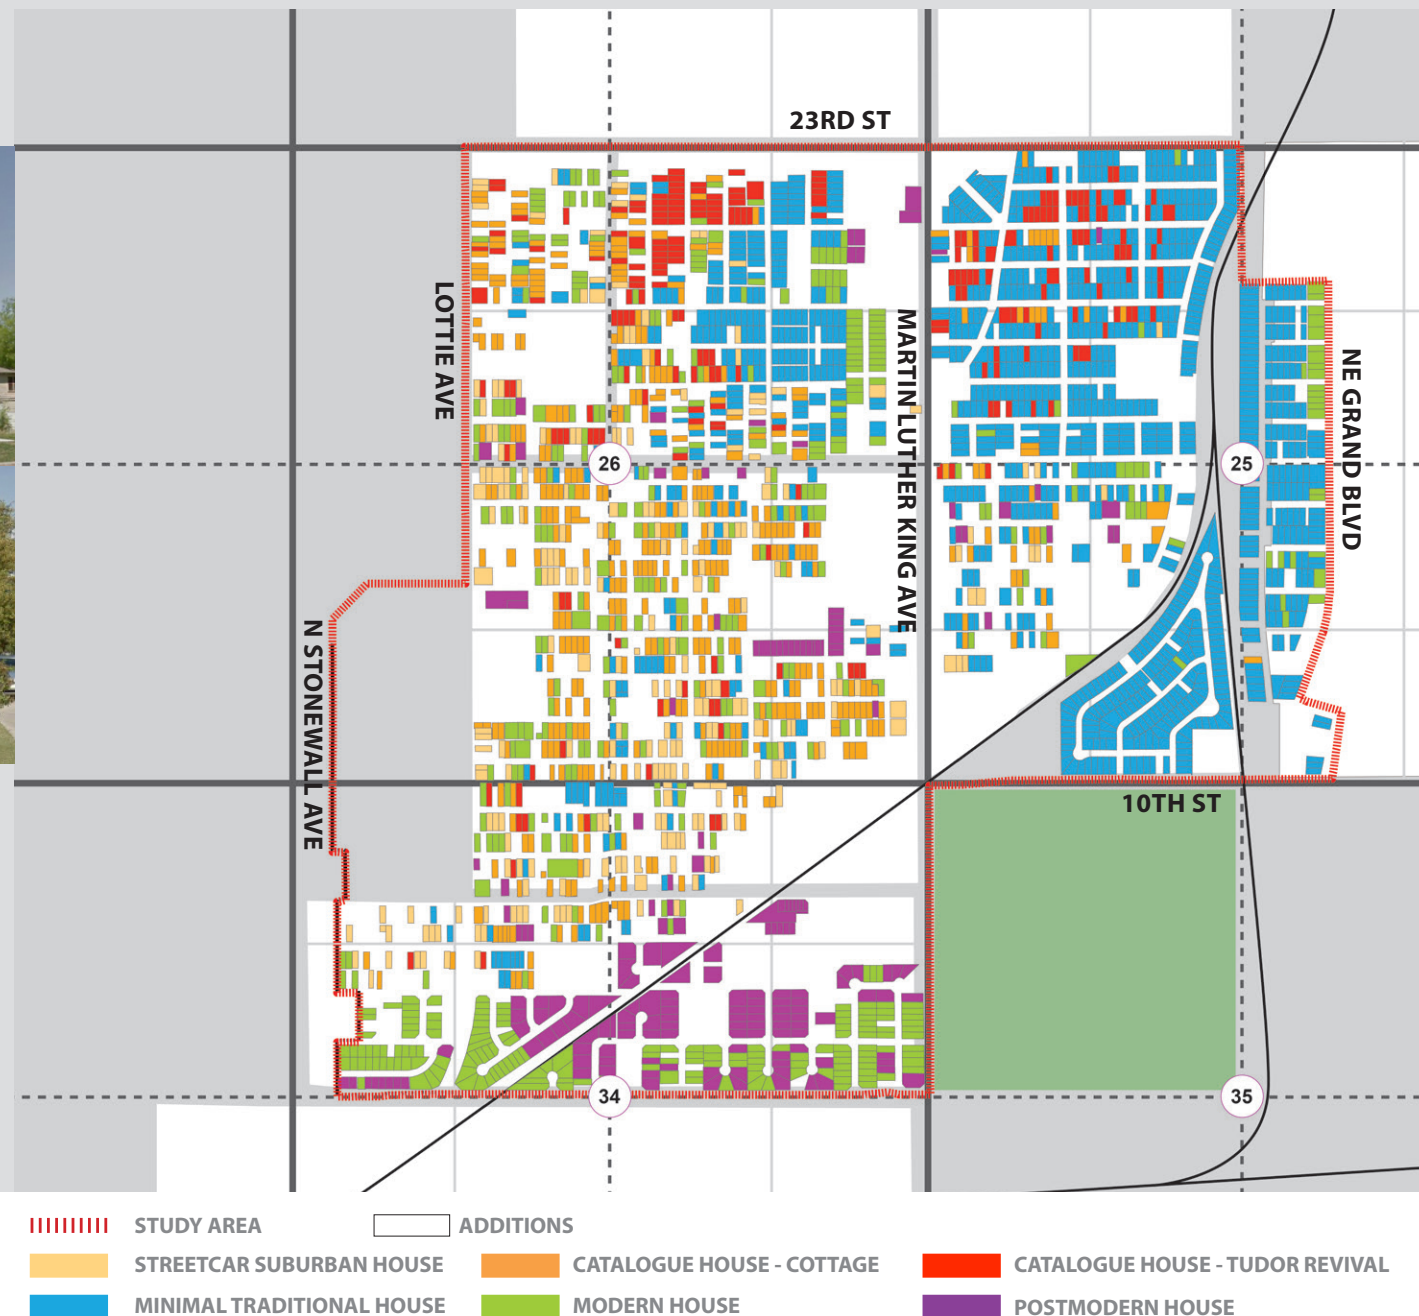 23RD ST
LOTTIE AVE
MARTIN LUTHER KING AVE
NE GRAND BLVD
26
25
N STONEWALL AVE
10TH ST
34
35
STUDY AREA
ADDITIONS
STREETCAR SUBURBAN HOUSE
CATALOGUE HOUSE - COTTAGE
CATALOGUE HOUSE - TUDOR REVIVAL
MINIMAL TRADITIONAL HOUSE
MODERN HOUSE
POSTMODERN HOUSE